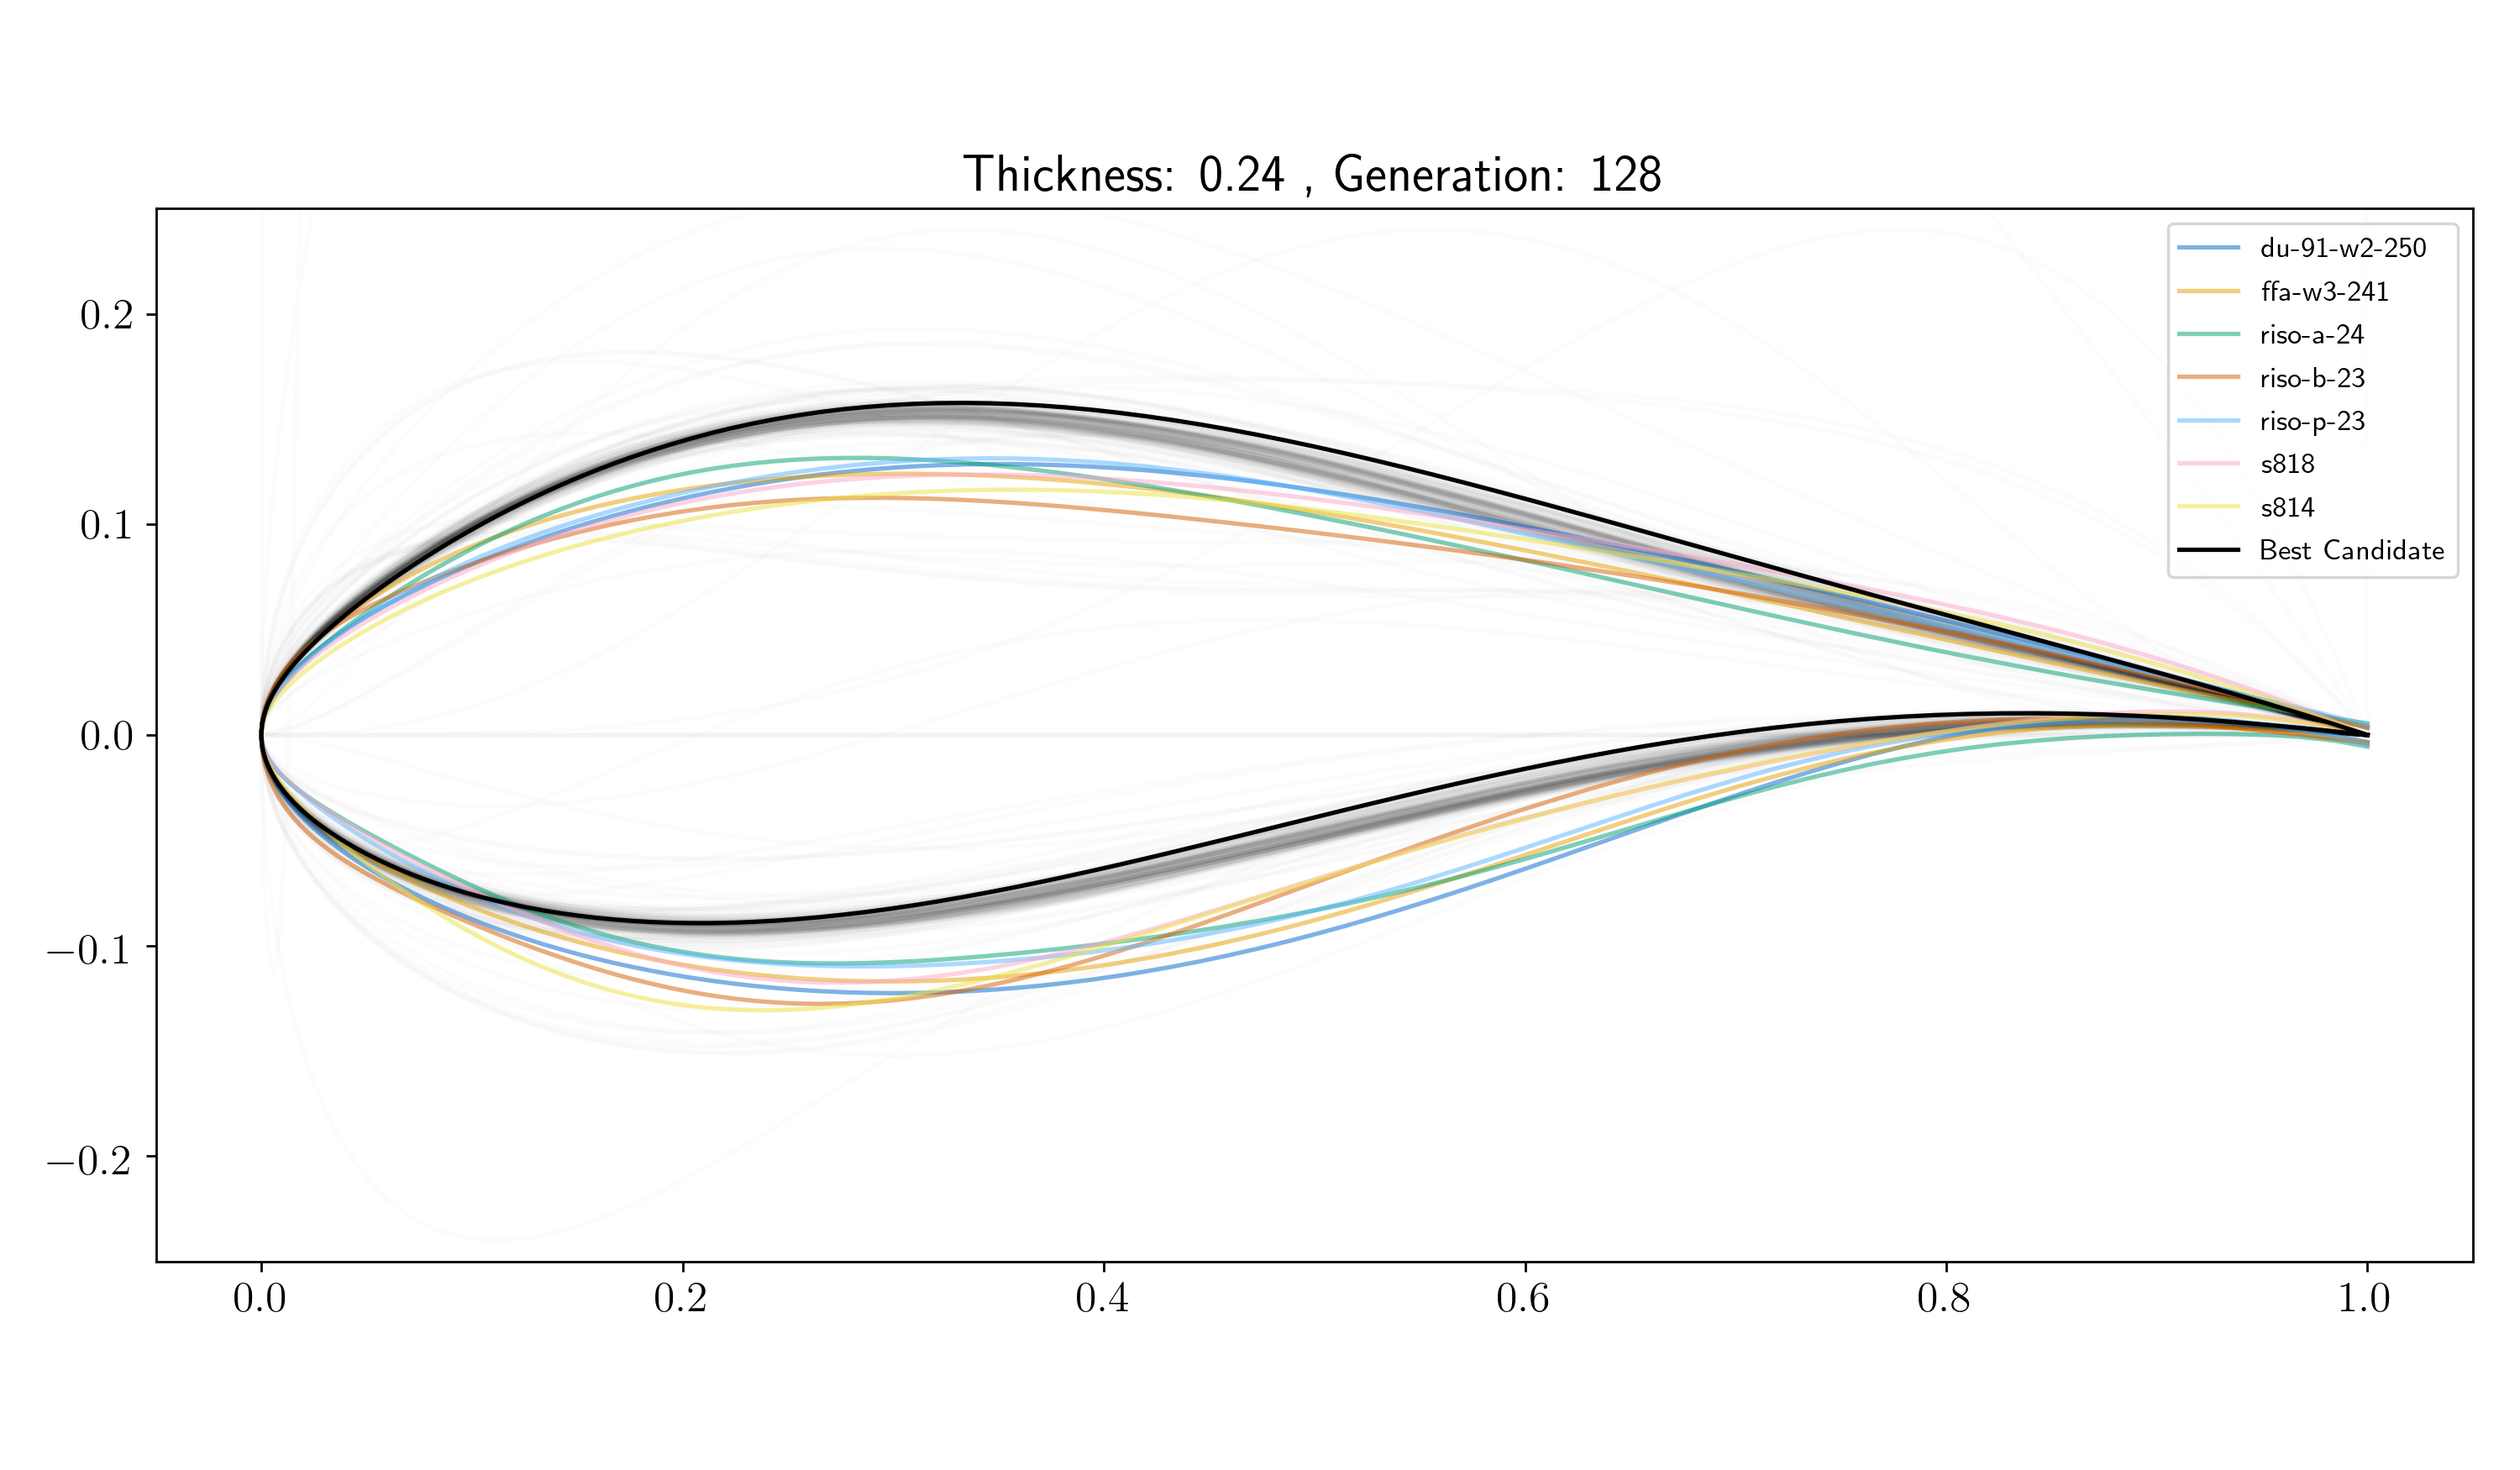 Thickness: 0.24 , Generation: 128
du-91-w2-250
ffa-w3-241
riso-a-24
riso-b-23
riso-p-23
s818
s814
Best Candidate
0.2
0.1
0.0
−0.1
−0.2
0.0 0.2 0.4 0.6 0.8 1.0